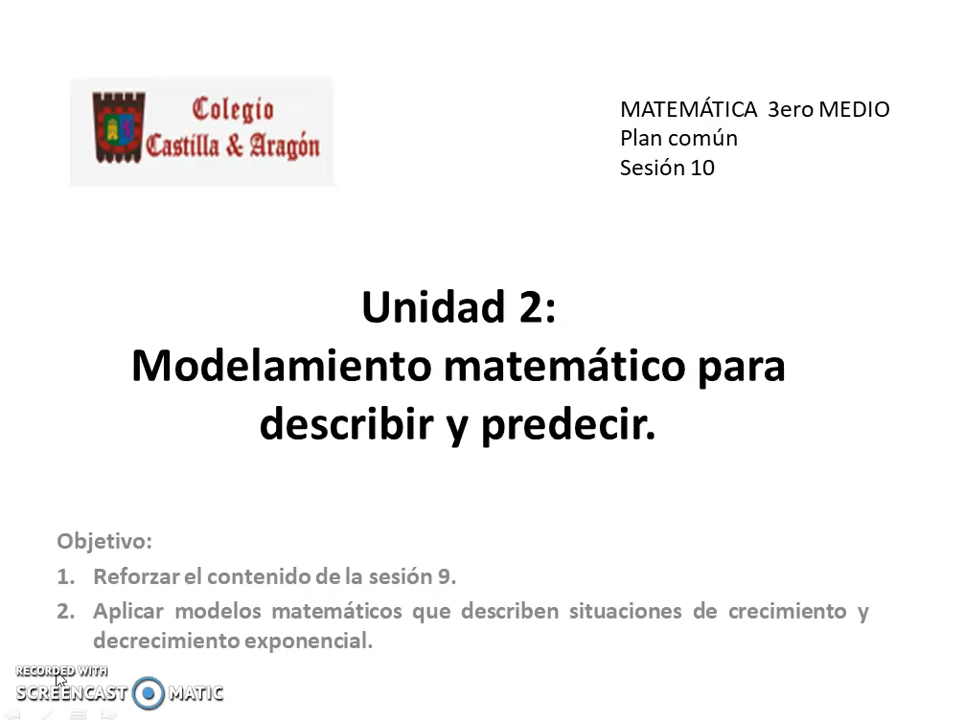 Colegio
Castilla & Aragón
MATEMÁTICA 3ero MEDIO
Plan común
Sesión 10
Unidad 2:
Modelamiento matemático para
describir y predecir.
Objetivo:
1. Reforzar el contenido de la sesión 9.
2. Aplicar modelos matemáticos que describen situaciones de crecimiento y
decrecimiento exponencial.
RECORDED WITH
SCREENCAST MATIC